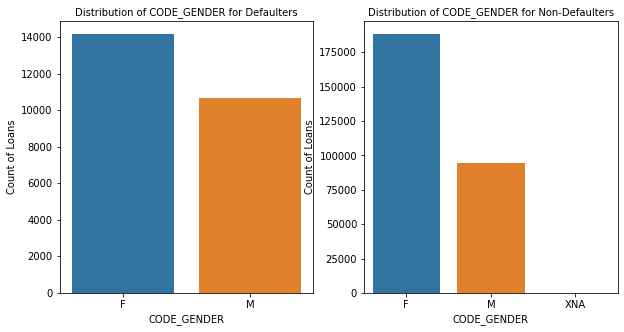 Distribution of CODE_GENDER for Defaulters
14000
12000
10000
8000
6000
4000
2000
0
Count of Loans
F M
CODE_GENDER
Distribution of CODE_GENDER for Non-Defaulters
175000
150000
125000
100000
75000
50000
25000
0
Count of Loans
F M XNA
CODE_GENDER